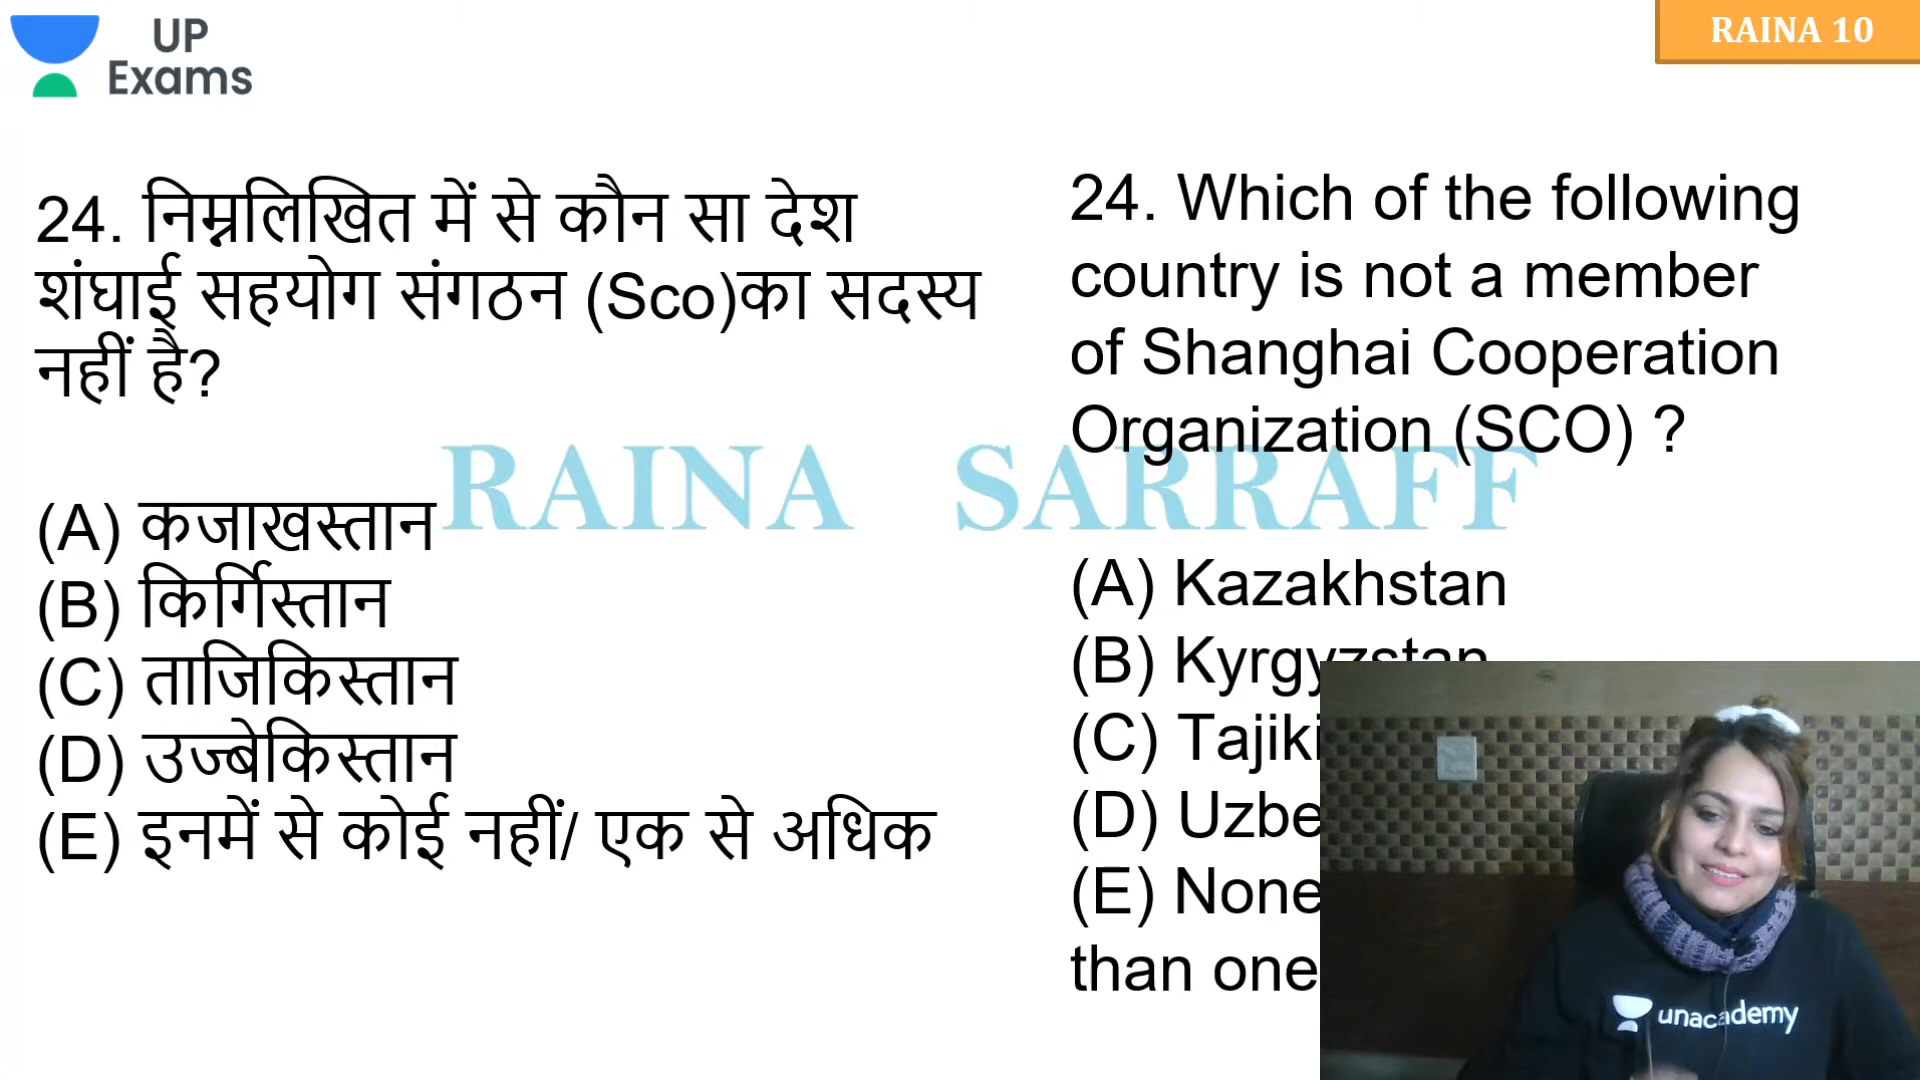 UP
Exams
RAINA 10
24. निम्नलिखित में से कौन सा देश
शंघाई सहयोग संगठन (Sco)का सदस्य
नहीं है?
(A) कजाखस्तान
(B) किर्गिस्तान
(C) ताजिकिस्तान
(D) उज्बेकिस्तान
(E) इनमें से कोई नहीं/ एक से अधिक
24. Which of the following
country is not a member
of Shanghai Cooperation
Organization (SCO) ?
(A) Kazakhstan
(B) Kyrgyzstan
(C) Tajiki
(D) Uzbe
(E) None
than one
RAINA SARRAFF
unacademy